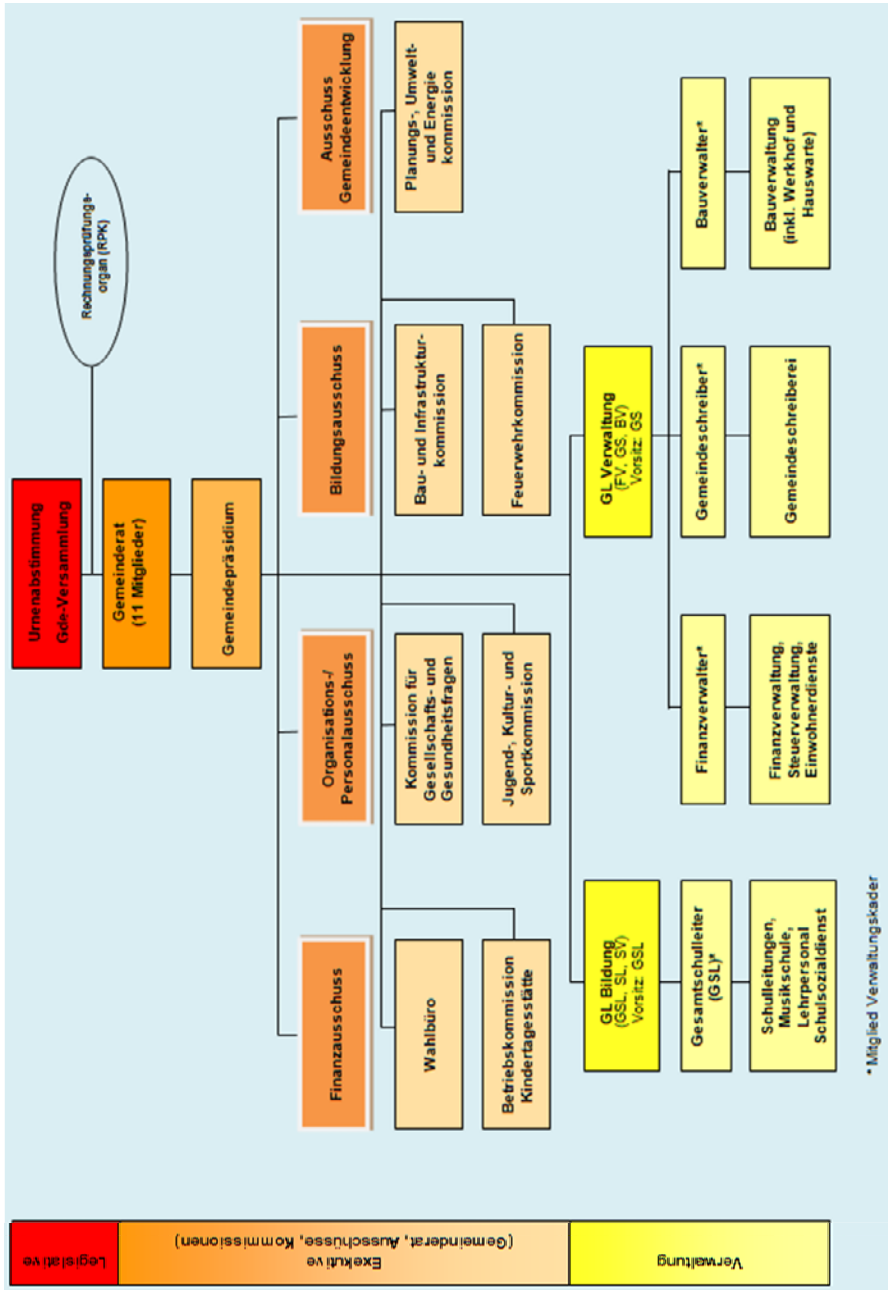 Legislative
Exekutive
(Gemeinderat, Ausschüsse, Kommissionen)
Verwaltung
Urnenabstimmung
Gde-Versammlung
Rechnungsprüfungs-
organ (RPK)
Gemeinderat
(11 Mitglieder)
Gemeindepräsidium
Finanzausschuss
Organisations-/
Personalausschuss
Bildungsausschuss
Ausschuss
Gemeindeentwicklung
Wahlbüro
Kommission für
Gesellschafts- und
Gesundheitsfragen
Bau- und Infrastruktur-
kommission
Planungs-, Umwelt-
und Energie
kommission
Betriebskommission
Kindertagesstätte
Jugend-, Kultur- und
Sportkommission
Feuerwehrkommission
GL Bildung
(GSL, SL, SV)
Vorsitz: GSL
GL Verwaltung
(FV, GS, BV)
Vorsitz: GS
Gesamtschulleiter
(GSL)*
Finanzverwalter*
Gemeindeschreiber*
Bauverwalter*
Schulleitungen,
Musikschule,
Lehrpersonal
Schulsozialdienst
Finanzverwaltung,
Steuerverwaltung,
Einwohnerdienste
Gemeindeschreiberei
Bauverwaltung
(inkl. Werkhof und
Hauswarte)
* Mitglied Verwaltungskader